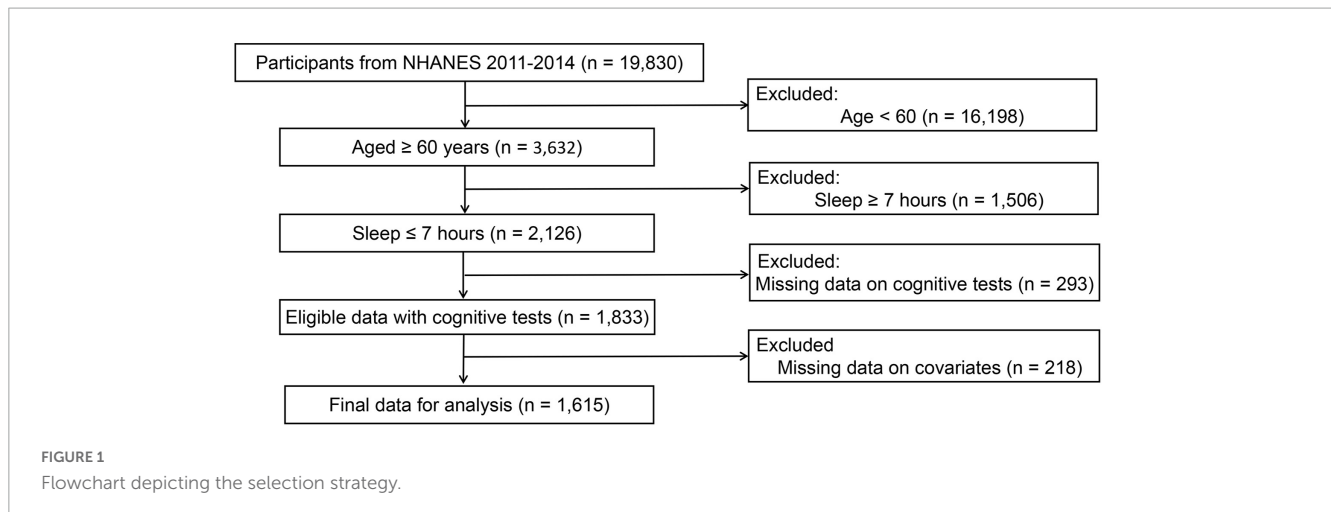 Participants from NHANES 2011-2014 (n = 19,830)
Excluded:
Age < 60 (n = 16,198)
Aged ≥ 60 years (n = 3,632)
Excluded:
Sleep ≥ 7 hours (n = 1,506)
Sleep ≤ 7 hours (n = 2,126)
Excluded:
Missing data on cognitive tests (n = 293)
Eligible data with cognitive tests (n = 1,833)
Excluded
Missing data on covariates (n = 218)
Final data for analysis (n = 1,615)
FIGURE 1
Flowchart depicting the selection strategy.